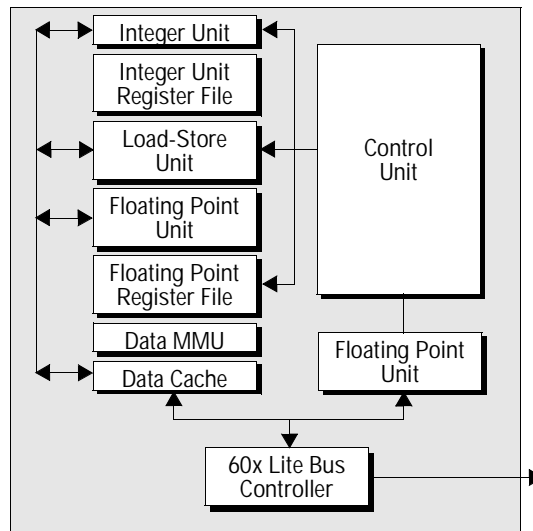 Integer Unit
Integer Unit
Register File
Load-Store
Unit
Floating Point
Unit
Floating Point
Register File
Data MMU
Data Cache
Control
Unit
Floating Point
Unit
60x Lite Bus
Controller